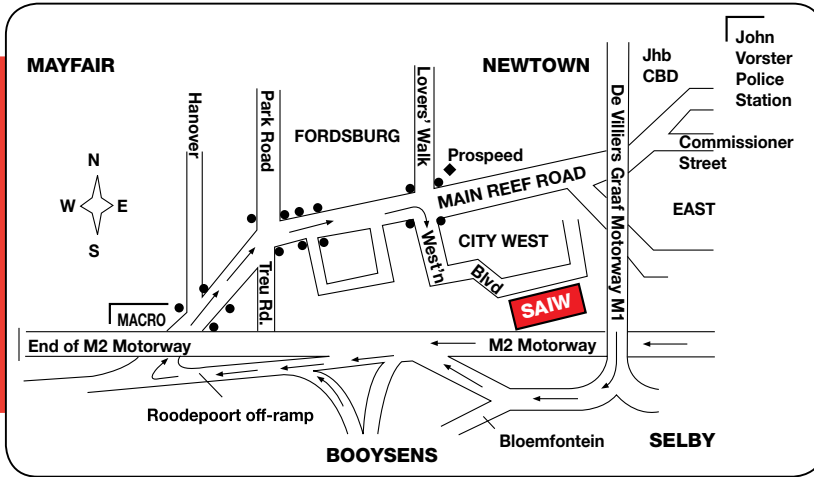 MAYFAIR
Hanover
Park Road
FORDSBURG
Lovers' Walk
NEWTOWN
Prospeed
De Villiers Graaf Motorway M1
Jhb
CBD
John
Vorster
Police
Station
Commissioner
Street
N
W
E
S
MAIN REEF ROAD
EAST
CITY WEST
West'n
Blvd
SAIW
Treu Rd.
MACRO
End of M2 Motorway
M2 Motorway
Roodepoort off-ramp
BOOYSENS
Bloemfontein
SELBY